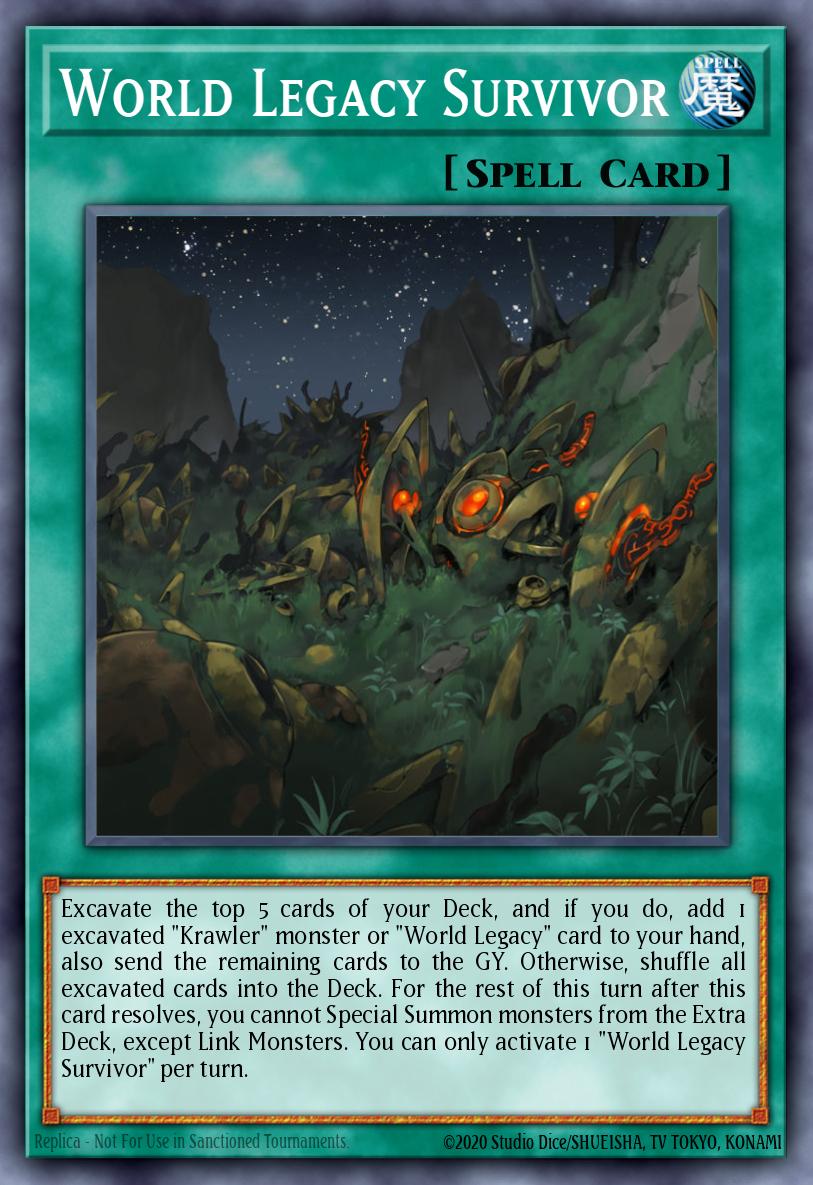 World Legacy Survivor
SPELL
魔
[Spell Card]
Excavate the top 5 cards of your Deck, and if you do, add 1
excavated "Krawler" monster or "World Legacy" card to your hand,
also send the remaining cards to the GY. Otherwise, shuffle all
excavated cards into the Deck. For the rest of this turn after this
card resolves, you cannot Special Summon monsters from the Extra
Deck, except Link Monsters. You can only activate 1 "World Legacy
Survivor" per turn.
Replica - Not For Use in Sanctioned Tournaments.
©2020 Studio Dice/SHUEISHA, TV TOKYO, KONAMI